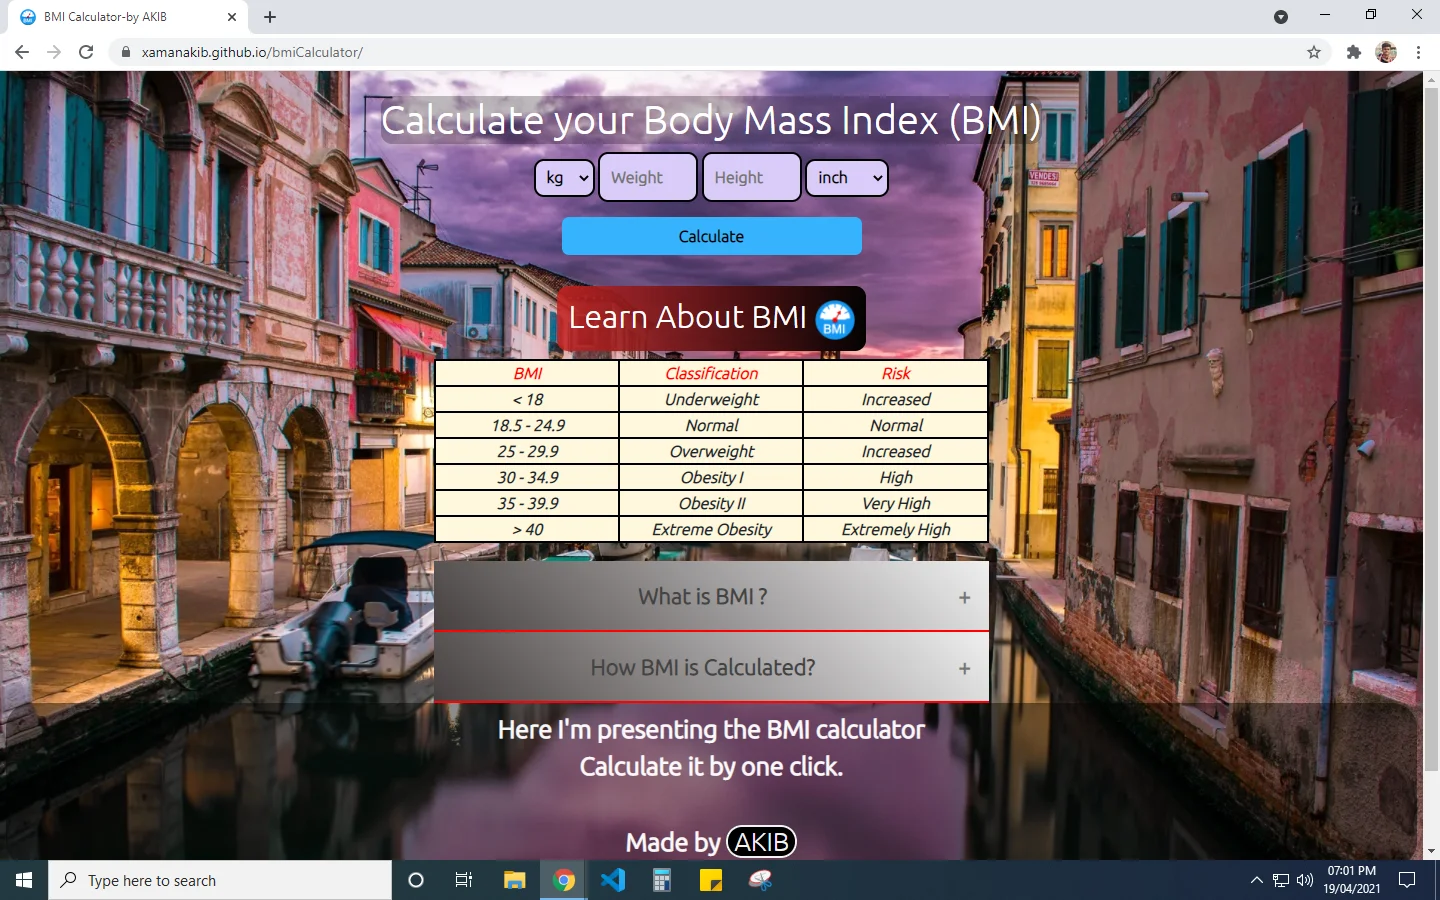 BMI Calculator-by AKIB
xamanakib.github.io/bmiCalculator/
Calculate your Body Mass Index (BMI)
kg Weight Height inch
Calculate
Learn About BMI BMI
BMI Classification Risk
< 18 Underweight Increased
18.5 - 24.9 Normal Normal
25 - 29.9 Overweight Increased
30 - 34.9 Obesity I High
35 - 39.9 Obesity II Very High
> 40 Extreme Obesity Extremely High
What is BMI ? +
How BMI is Calculated? +
Here I'm presenting the BMI calculator
Calculate it by one click.
Made by AKIB
VENDESI
Type here to search
07:01 PM
19/04/2021